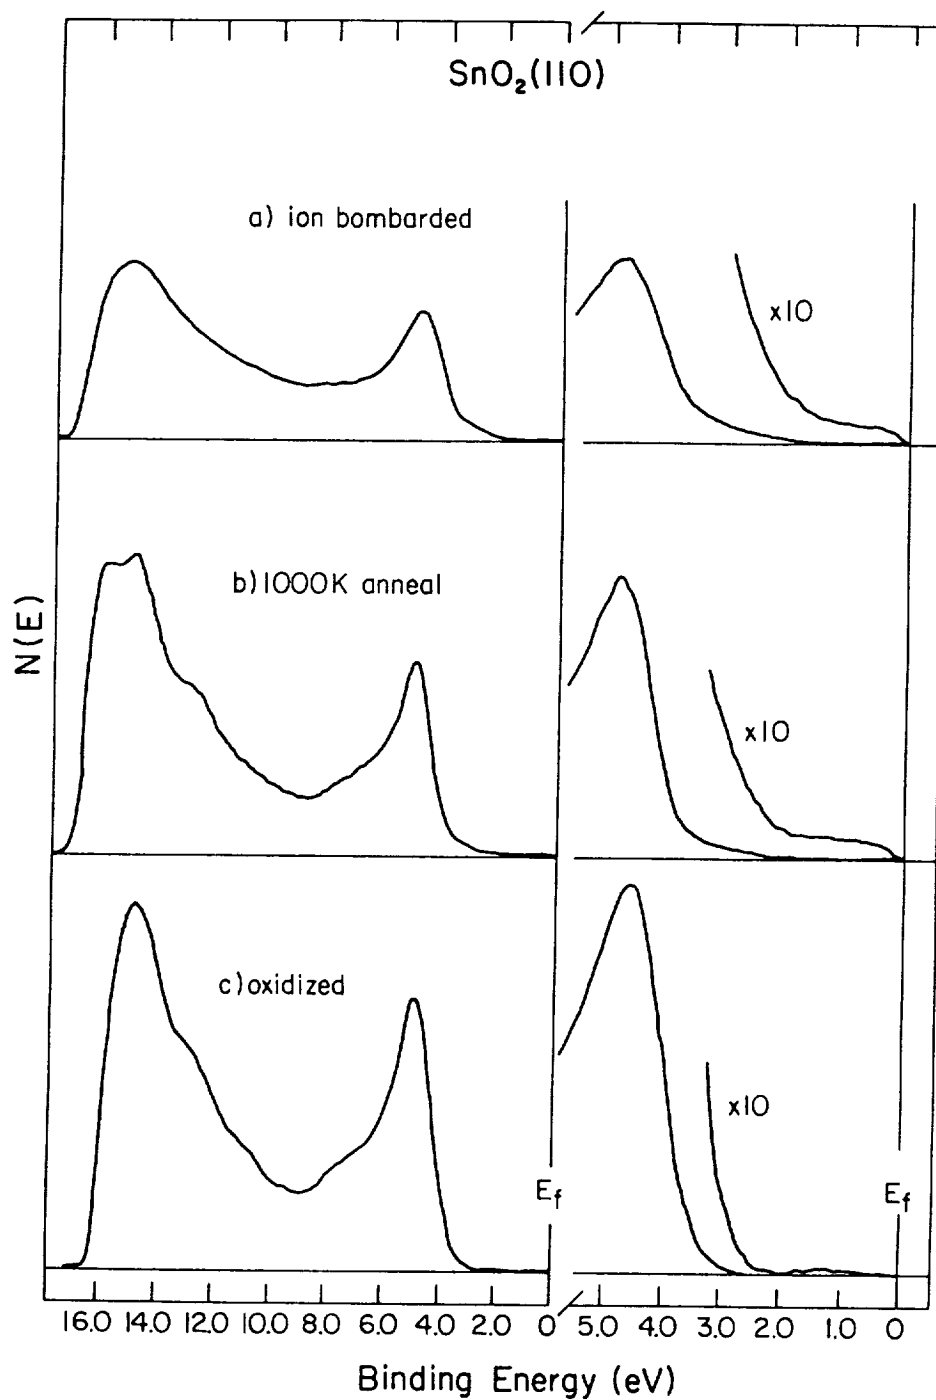 SnO₂(110)
a) ion bombarded
x10
b) 1000K anneal
x10
N(E)
c) oxidized
x10
E_f
E_f
16.0 14.0 12.0 10.0 8.0 6.0 4.0 2.0 0 5.0 4.0 3.0 2.0 1.0 0
Binding Energy (eV)